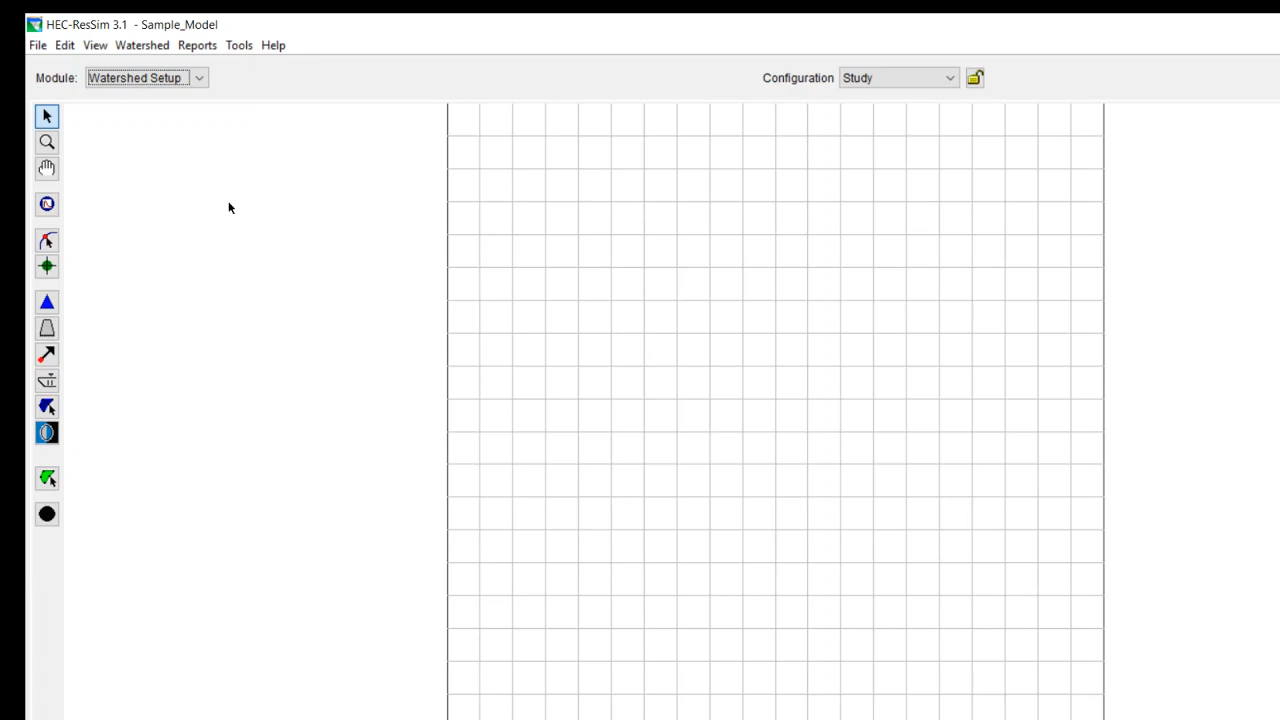 HEC-ResSim 3.1 - Sample_Model
File Edit View Watershed Reports Tools Help
Module: Watershed Setup Configuration Study